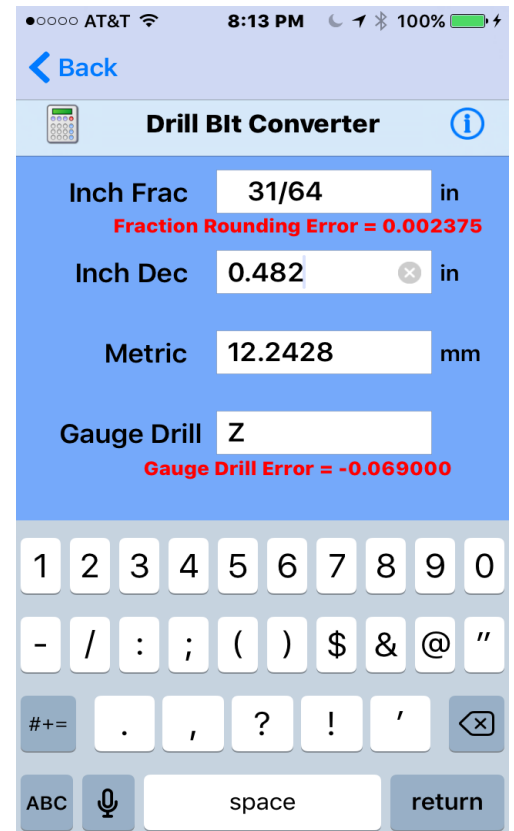 AT&T 8:13 PM 100%
Back
Drill BIt Converter
Inch Frac 31/64 in
Fraction Rounding Error = 0.002375
Inch Dec 0.482 in
Metric 12.2428 mm
Gauge Drill Z
Gauge Drill Error = -0.069000
1 2 3 4 5 6 7 8 9 0
- / : ; ( ) $ & @ "
#+= . , ? ! '
ABC space return